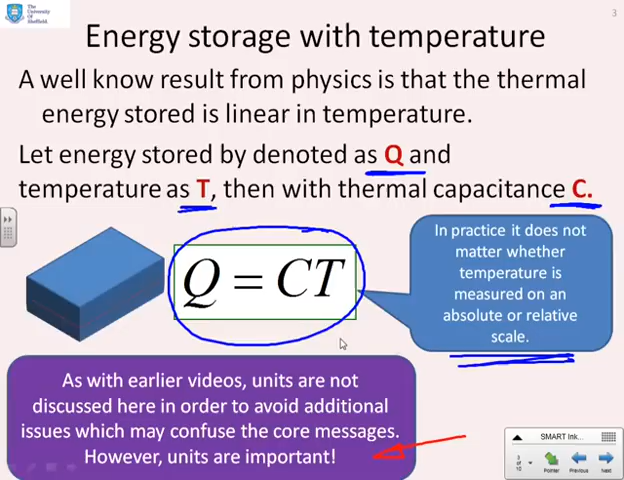 The
University
Of
Sheffield.
3
Energy storage with temperature
A well know result from physics is that the thermal
energy stored is linear in temperature.
Let energy stored by denoted as Q and
temperature as T, then with thermal capacitance C.
Q = CT
In practice it does not
matter whether
temperature is
measured on an
absolute or relative
scale.
As with earlier videos, units are not
discussed here in order to avoid additional
issues which may confuse the core messages.
However, units are important!
SMART Ink...
3
of
10
Pointer
Previous
Next